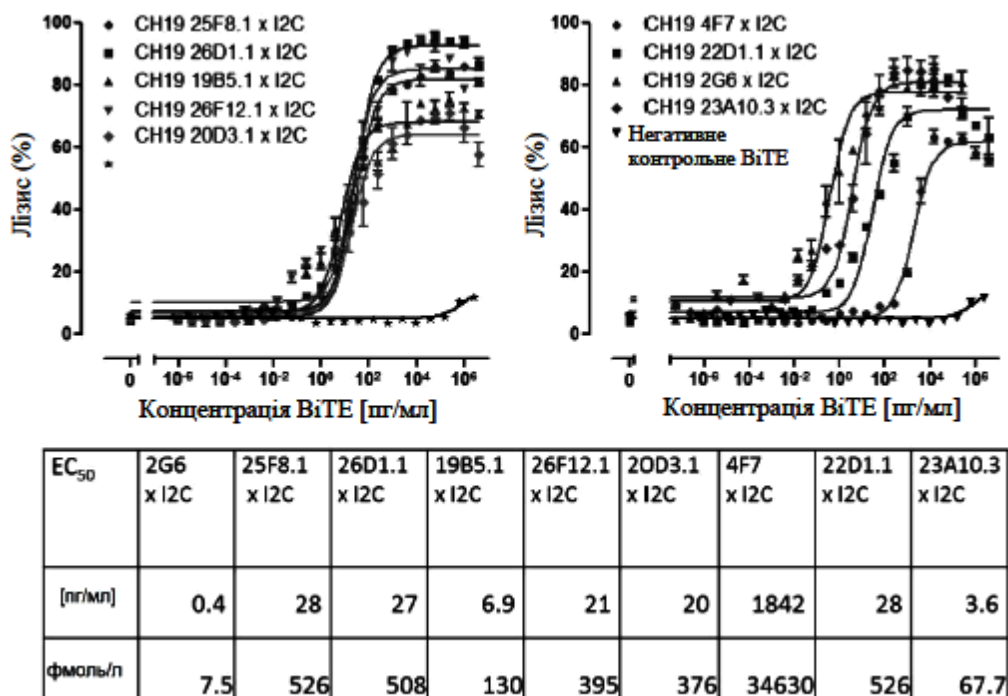 100
80
60
40
20
0
Лізис (%)
CH19 25F8.1 x I2C
CH19 26D1.1 x I2C
CH19 19B5.1 x I2C
CH19 26F12.1 x I2C
CH19 20D3.1 x I2C
0 10-6 10-4 10-2 100 102 104 106
Концентрація BiTE [пг/мл]
100
80
60
40
20
0
Лізис (%)
CH19 4F7 x I2C
CH19 22D1.1 x I2C
CH19 2G6 x I2C
CH19 23A10.3 x I2C
Негативне
контрольне BiTE
0 10-6 10-4 10-2 100 102 104 106
Концентрація BiTE [пг/мл]
EC50 2G6 25F8.1 26D1.1 19B5.1 26F12.1 20D3.1 4F7 22D1.1 23A10.3
x I2C x I2C x I2C x I2C x I2C x I2C x I2C x I2C x I2C
[пг/мл] 0.4 28 27 6.9 21 20 1842 28 3.6
фмоль/л 7.5 526 508 130 395 376 34630 526 67.7